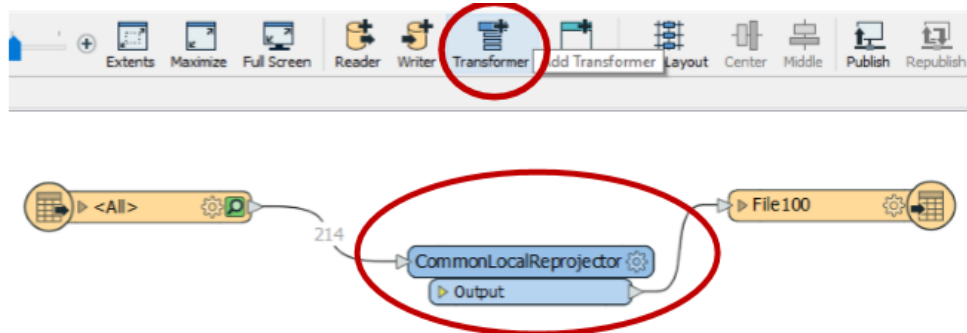 Extents Maximize Full Screen Reader Writer Transformer Add Transformer Layout Center Middle Publish Republish
<All>
File100
214
CommonLocalReprojector
Output